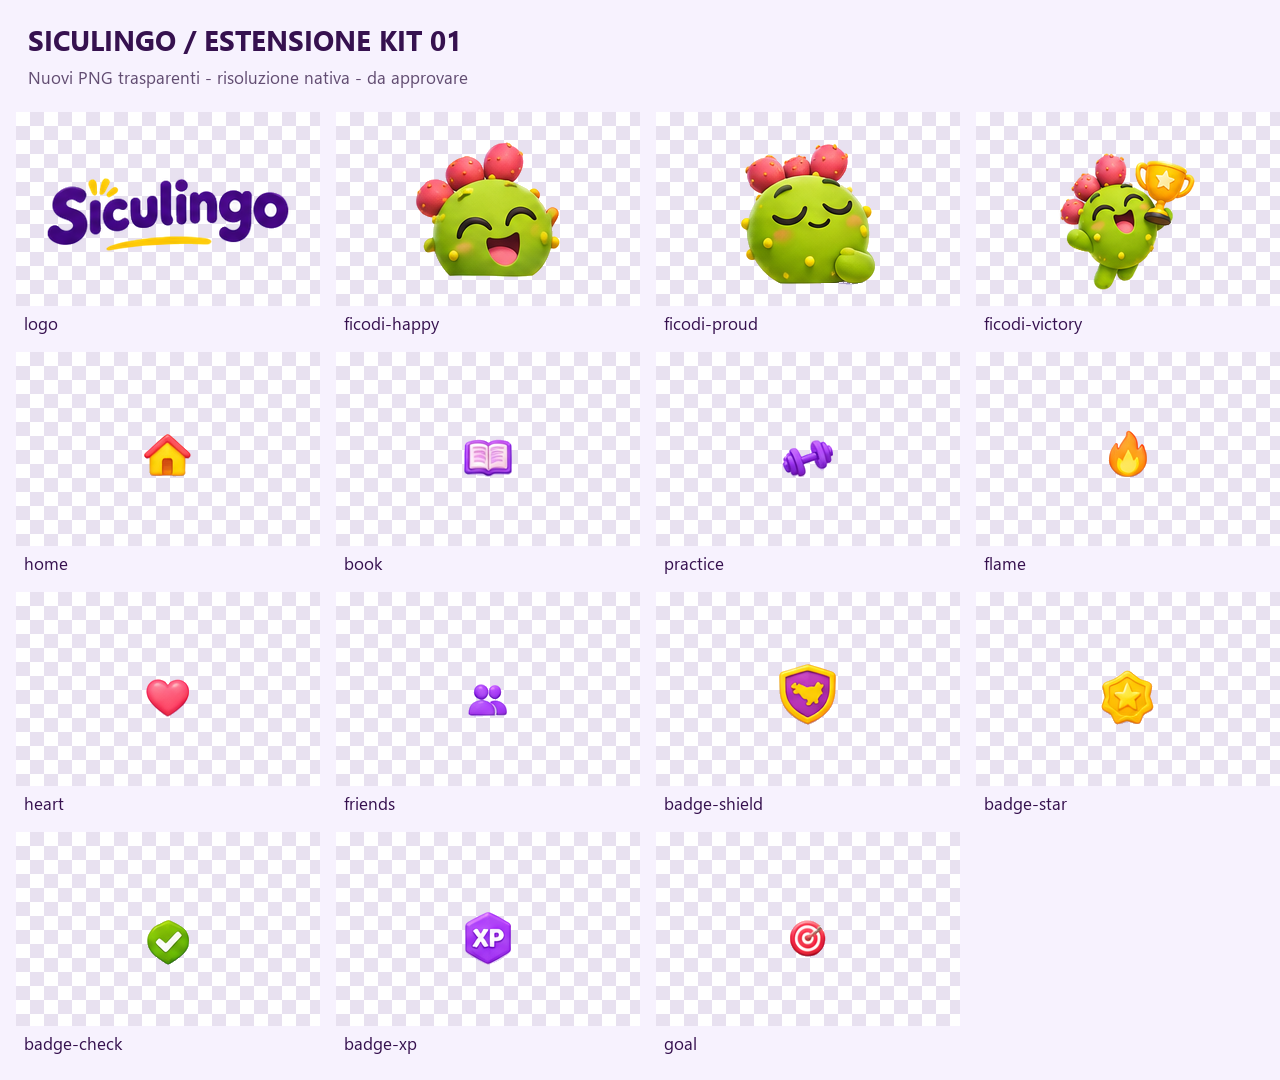 SICULINGO / ESTENSIONE KIT 01
Nuovi PNG trasparenti - risoluzione nativa - da approvare
Siculingo
logo
ficodi-happy
ficodi-proud
ficodi-victory
home
book
practice
flame
heart
friends
badge-shield
badge-star
XP
badge-check
badge-xp
goal